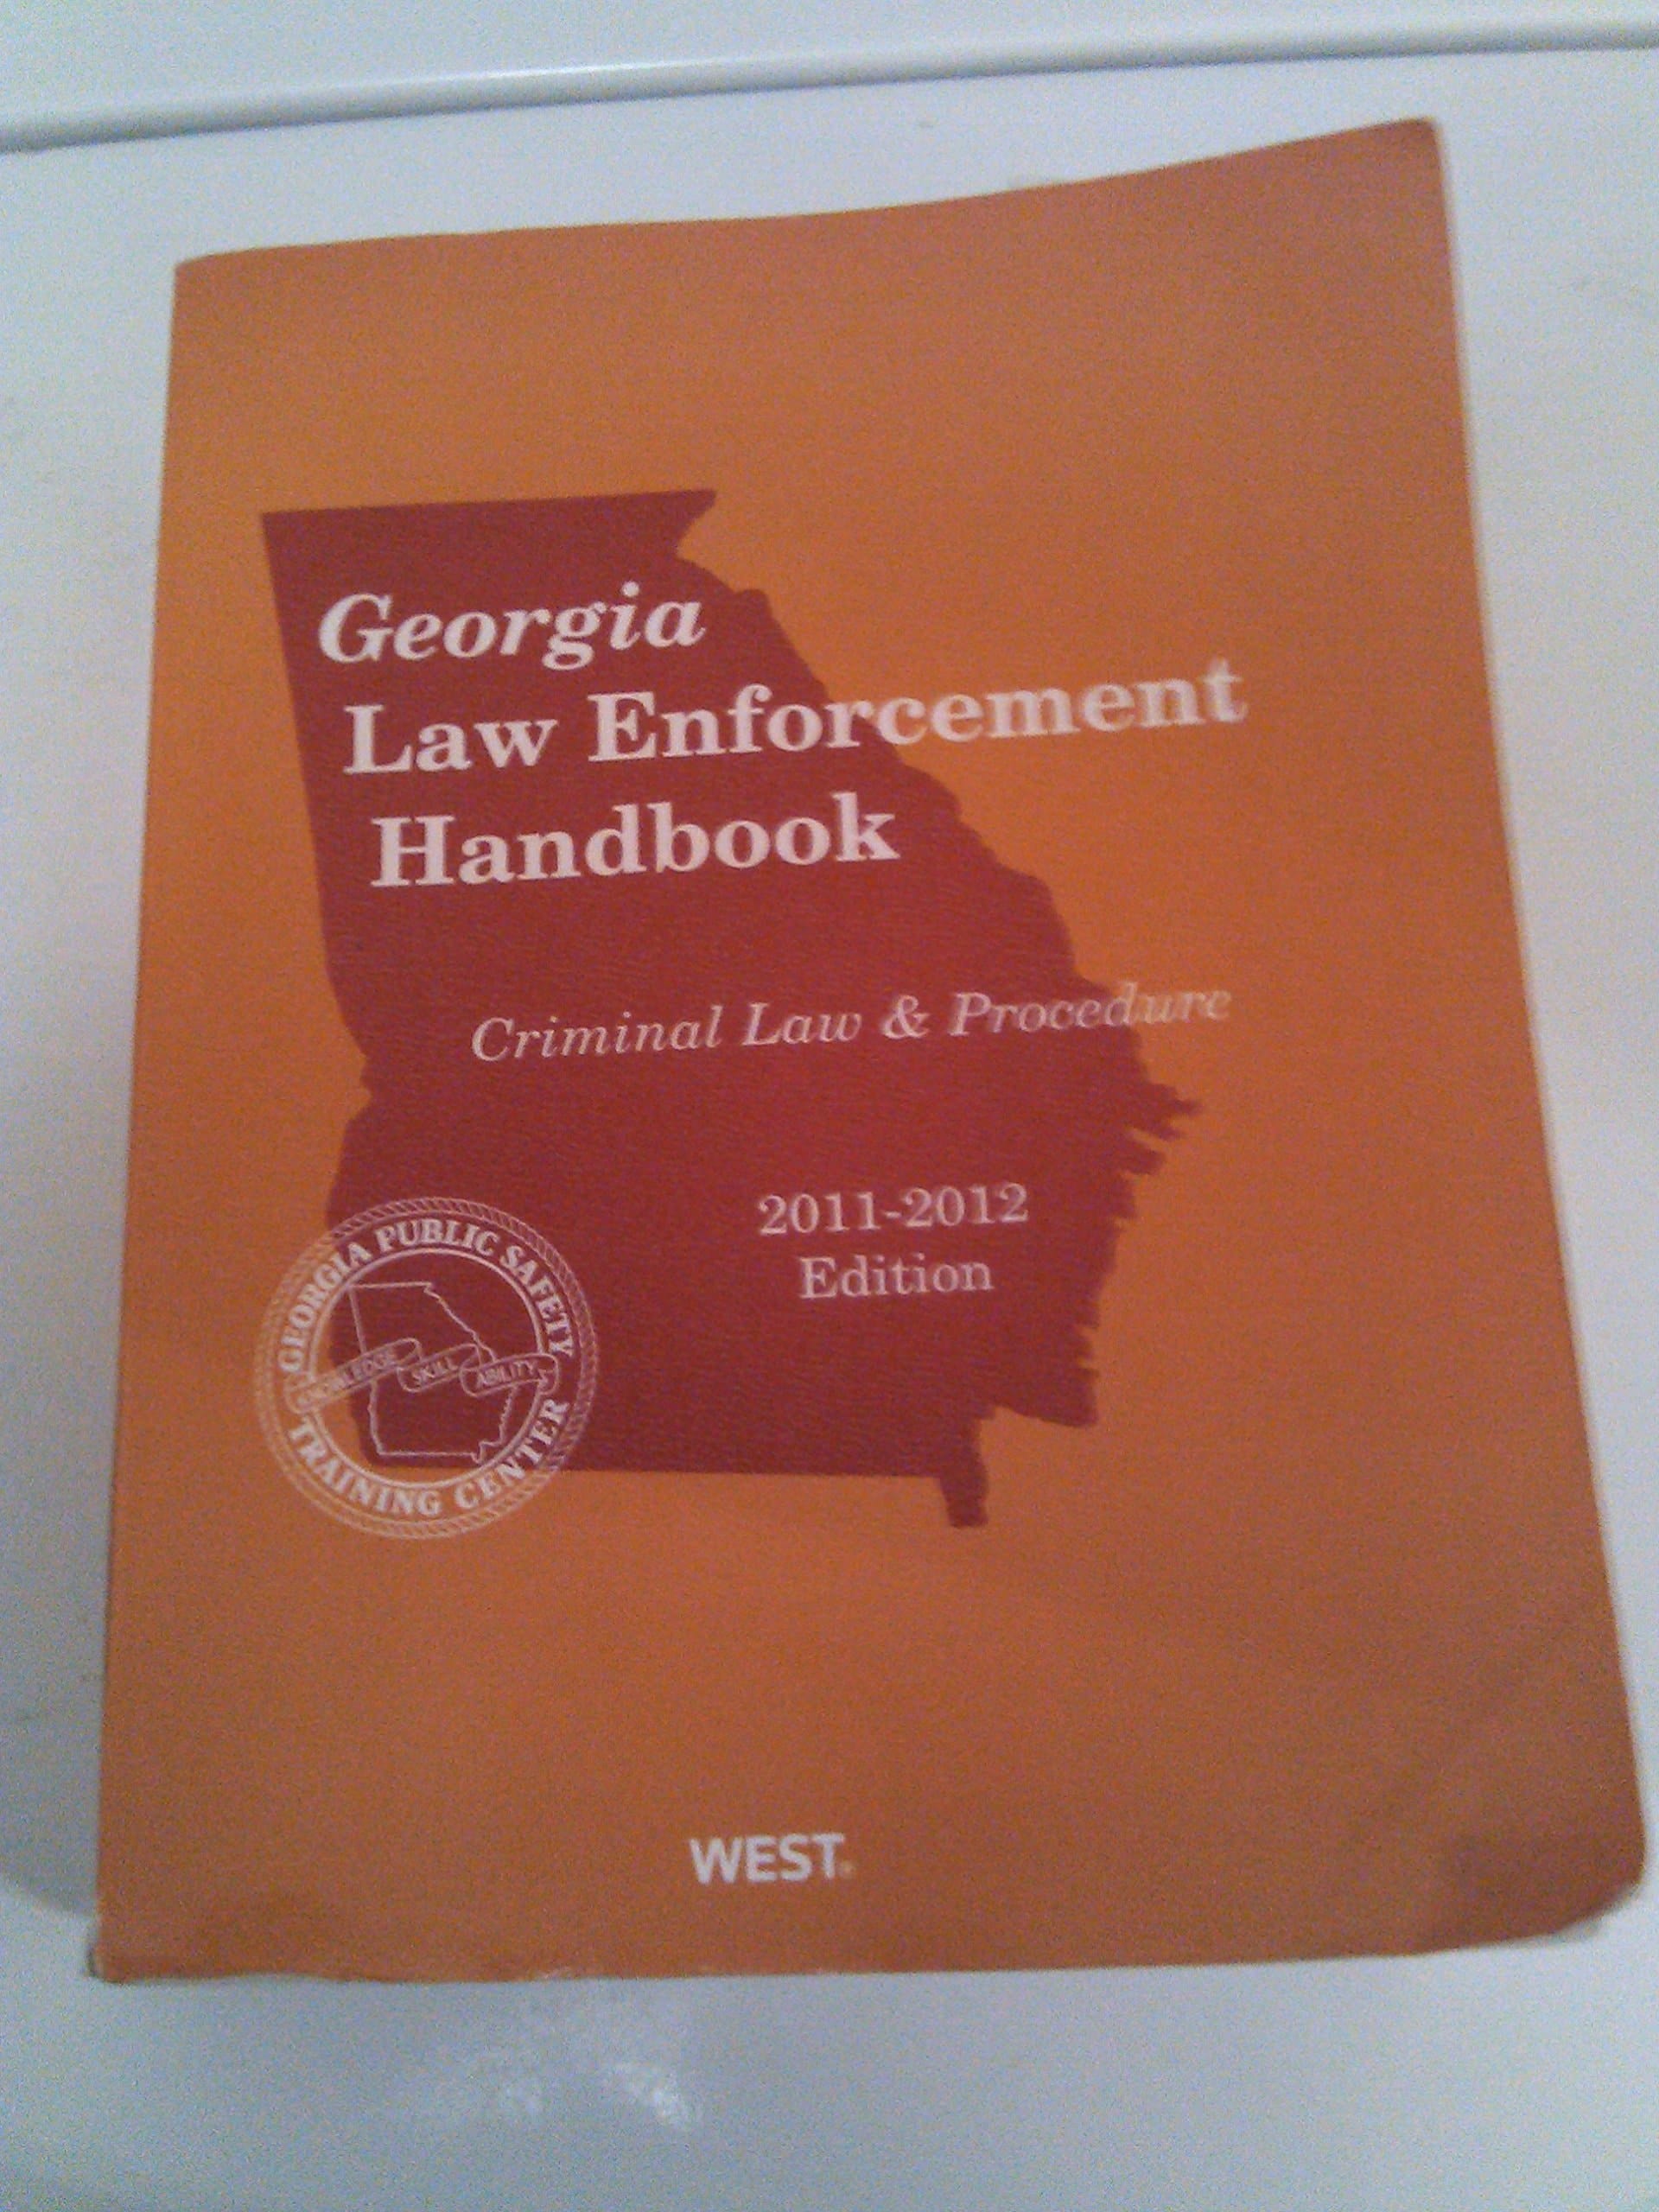 Georgia
Law Enforcement
Handbook
Criminal Law & Procedure
2011-2012
Edition
GEORGIA PUBLIC SAFETY
KNOWLEDGE SKILL ABILITY
TRAINING CENTER
WEST®